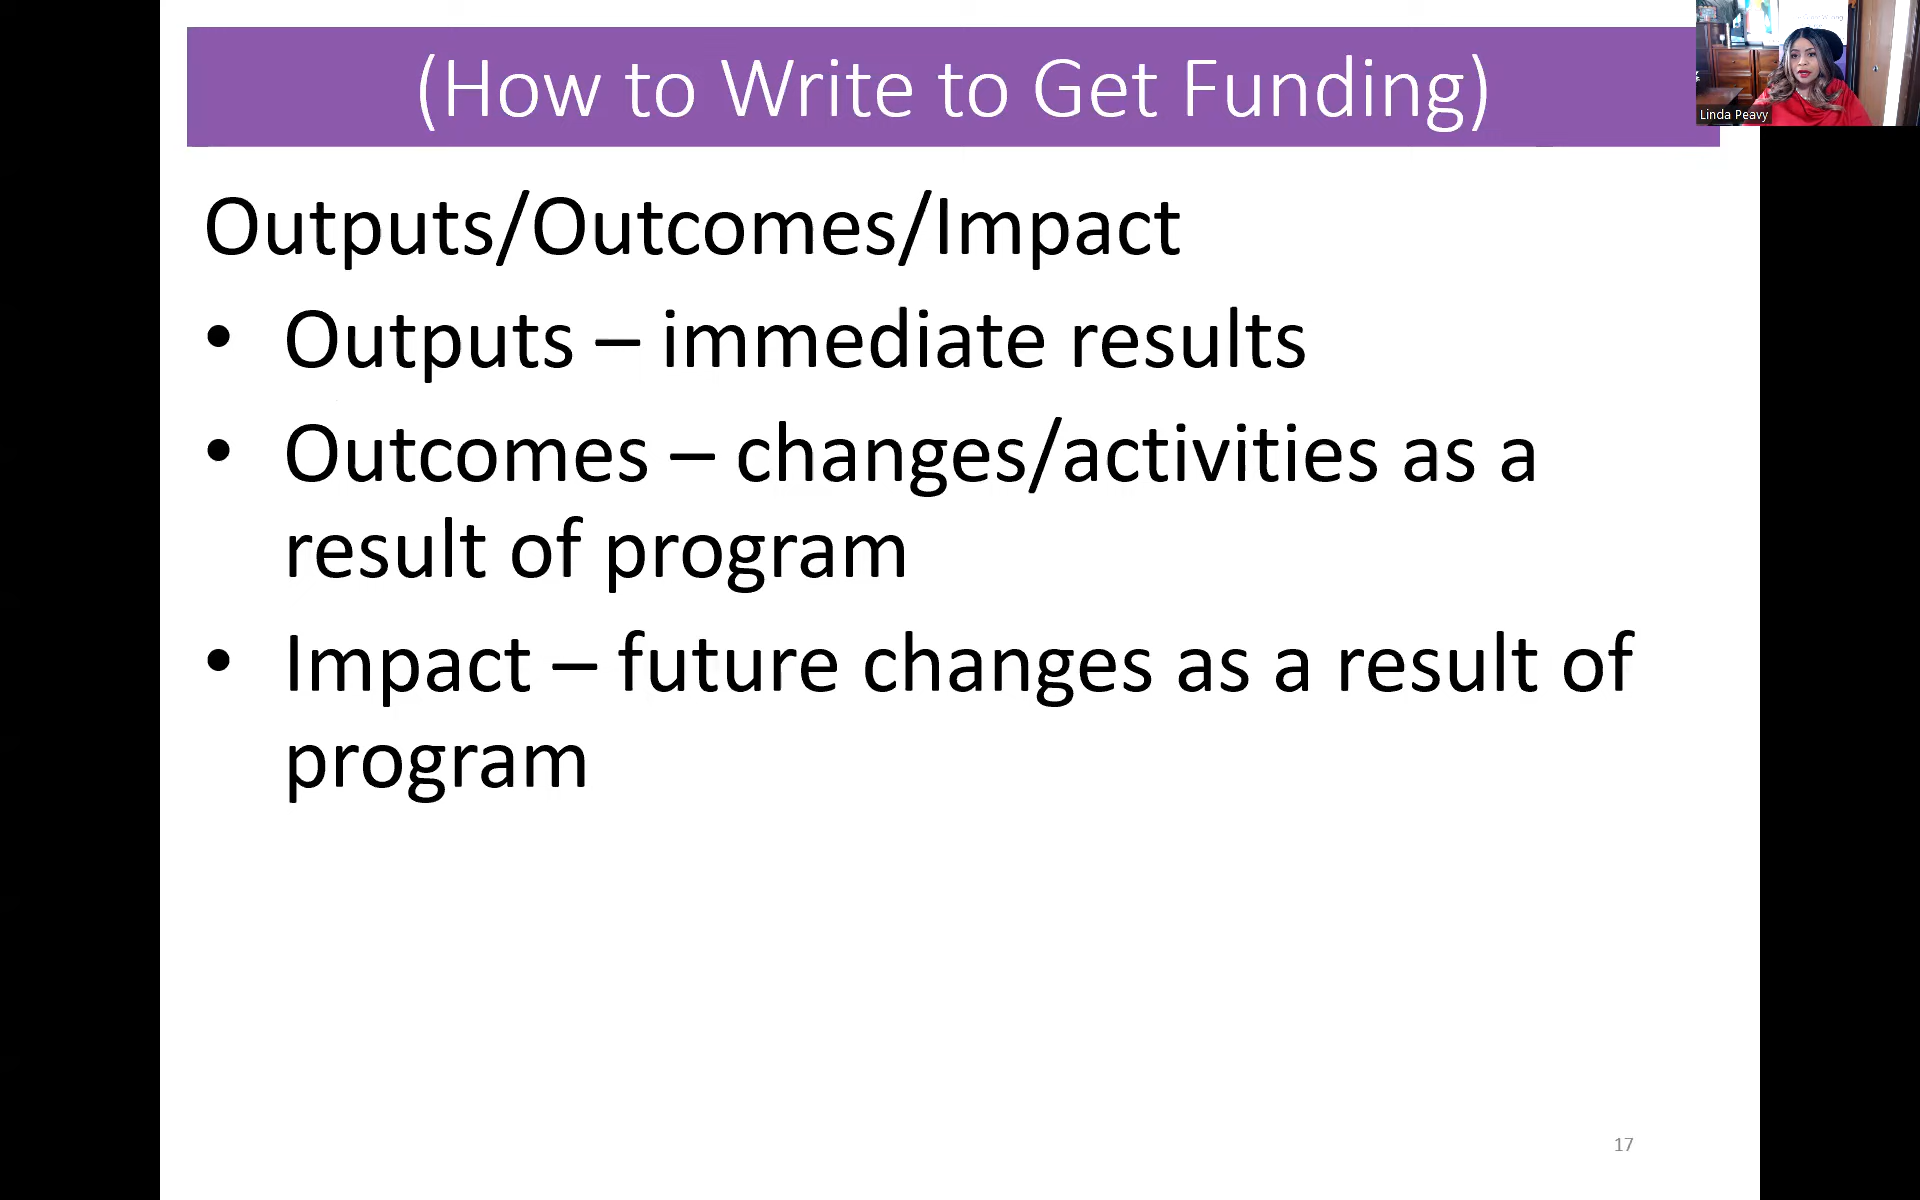 (How to Write to Get Funding)
Linda Peavy
Outputs/Outcomes/Impact
• Outputs – immediate results
• Outcomes – changes/activities as a
result of program
• Impact – future changes as a result of
program
17